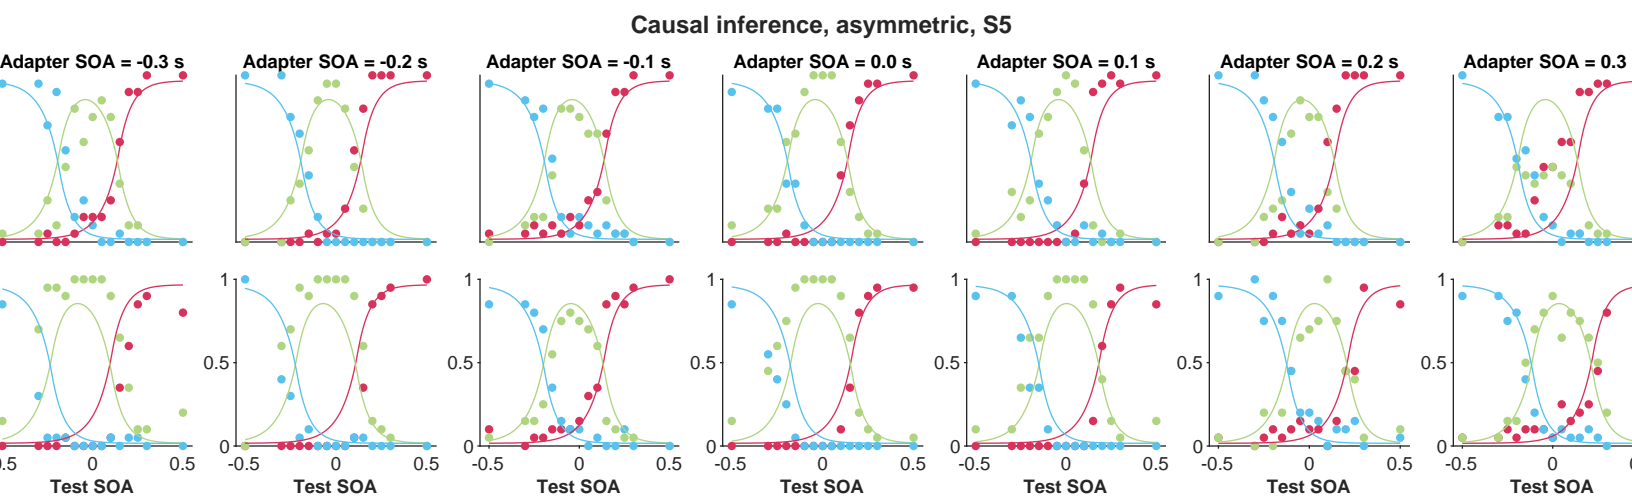 Causal inference, asymmetric, S5
Adapter SOA = -0.3 s Adapter SOA = -0.2 s Adapter SOA = -0.1 s Adapter SOA = 0.0 s Adapter SOA = 0.1 s Adapter SOA = 0.2 s Adapter SOA = 0.3
1 1 1 1 1 1
0.5 0.5 0.5 0.5 0.5 0.5
0 0 0 0 0 0
0.5 0 0.5 -0.5 0 0.5 -0.5 0 0.5 -0.5 0 0.5 -0.5 0 0.5 -0.5 0 0.5 -0.5 0
Test SOA Test SOA Test SOA Test SOA Test SOA Test SOA Test SOA